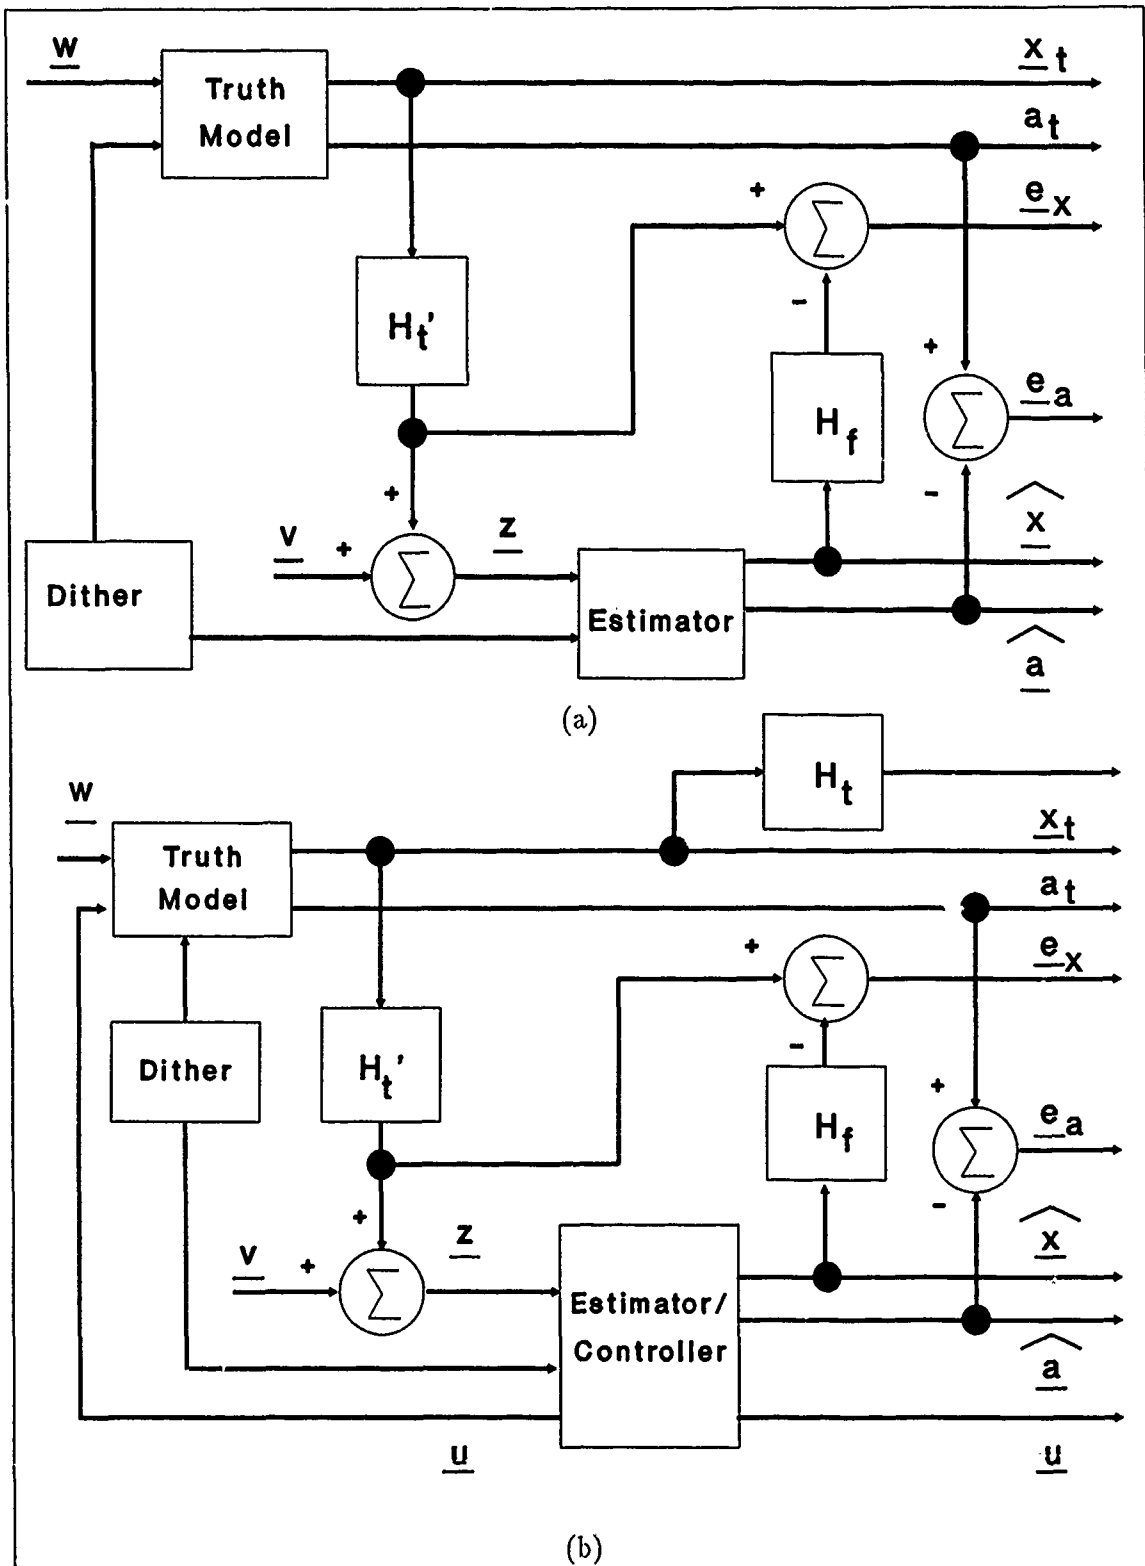 w
Truth
Model
x t
a t
+
e x
H t '
-
H f
+
e a
-
+
x̂
v
+
Σ
z
Dither
Estimator
Σ
Σ
â
(a)
H t
w
Truth
Model
x t
a t
+
Σ
e x
Dither
H t '
-
H f
+
Σ
e a
-
+
x̂
v
+
Σ
z
Estimator/
Controller
â
u
u
(b)